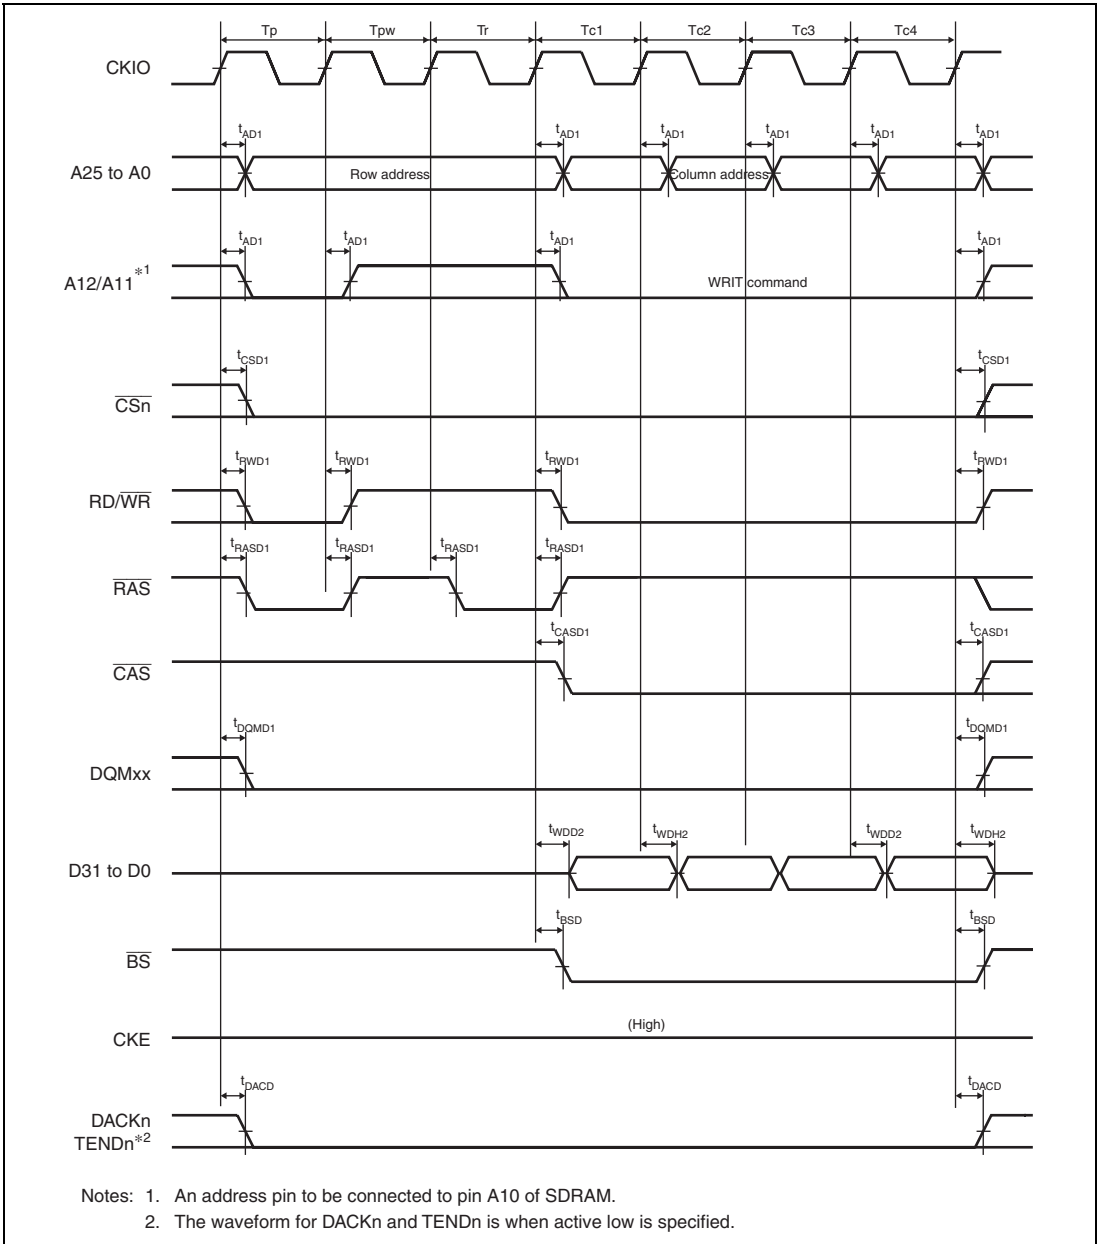 Tp Tpw Tr Tc1 Tc2 Tc3 Tc4
CKIO
tAD1 tAD1 tAD1 tAD1 tAD1 tAD1
A25 to A0 Row address Column address
tAD1 tAD1 tAD1 tAD1
A12/A11*1 WRIT command
tCSD1 tCSD1
CSn
tRWD1 tRWD1 tRWD1 tRWD1
RD/WR
tRASD1 tRASD1 tRASD1 tRASD1
RAS
tCASD1 tCASD1
CAS
tDQMD1 tDQMD1
DQMxx
tWDD2 tWDH2 tWDD2 tWDH2
D31 to D0
tBSD tBSD
BS
(High)
CKE
tDACD tDACD
DACKn
TENDn*2
Notes: 1. An address pin to be connected to pin A10 of SDRAM.
2. The waveform for DACKn and TENDn is when active low is specified.